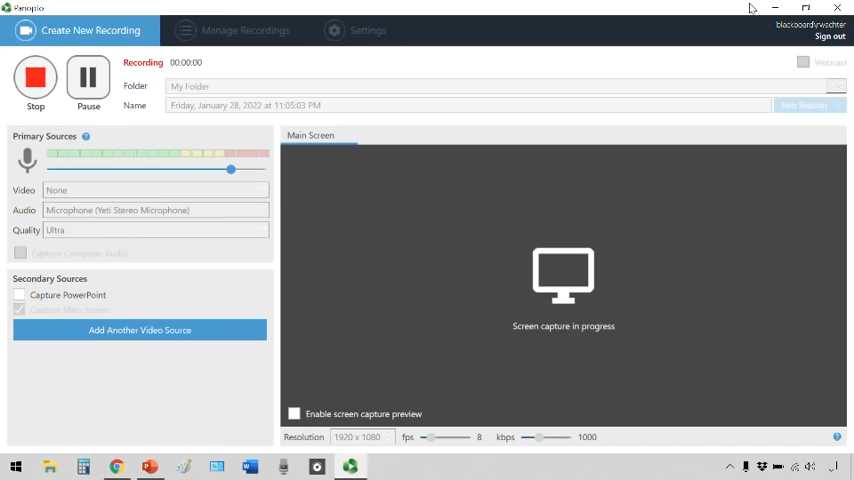 Panopto
Create New Recording
Manage Recordings
Settings
blackboard\rwachter
Sign out
Stop
Pause
Recording 00:00:00
Webcast
Folder My Folder
Name Friday, January 28, 2022 at 11:05:03 PM
Join Session
Primary Sources ?
Video None
Audio Microphone (Yeti Stereo Microphone)
Quality Ultra
Capture Computer Audio
Secondary Sources
Capture PowerPoint
Capture Main Screen
Add Another Video Source
Main Screen
Screen capture in progress
Enable screen capture preview
Resolution 1920 x 1080 fps 8 kbps 1000 ?